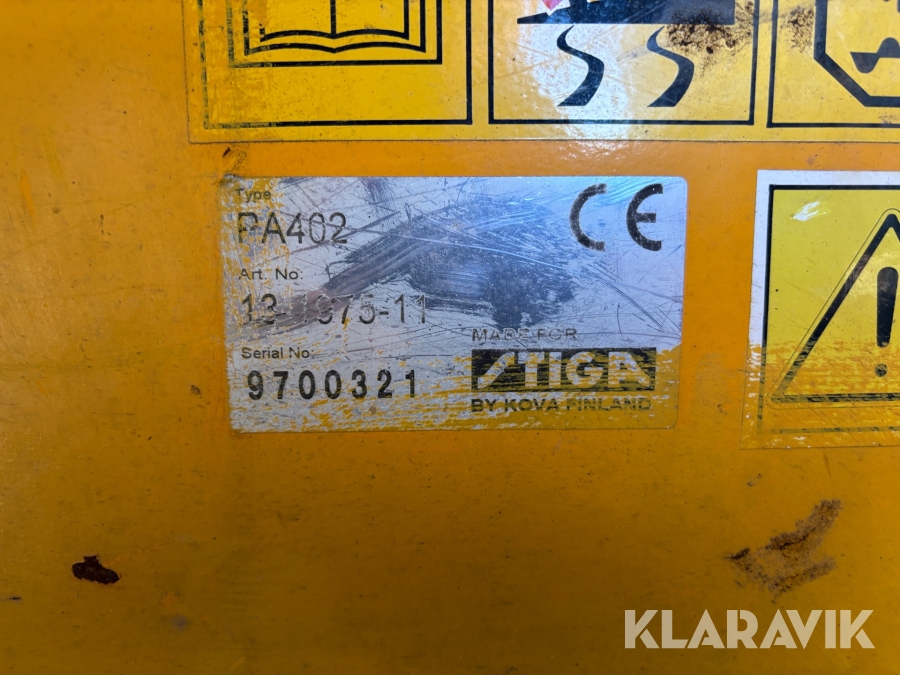 Type
PA402
Art. No:
Serial No:
9700321
CE
MADE FOR
STIGA
BY KOVA FINLAND
KLARAVIK